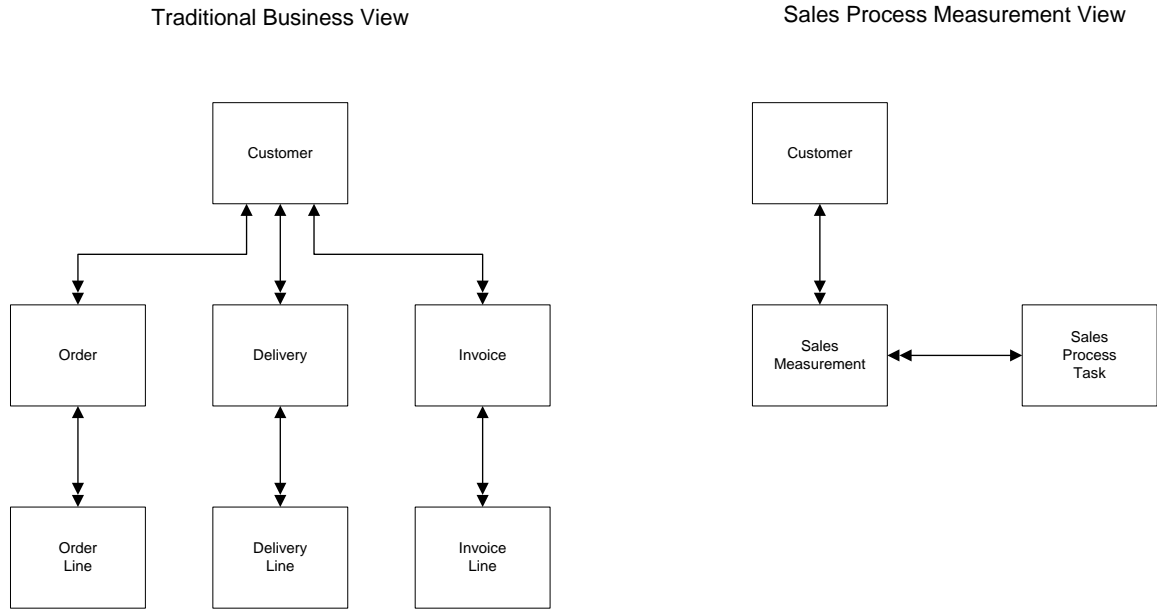 Traditional Business View
Sales Process Measurement View
Customer
Customer
Order
Delivery
Invoice
Sales
Measurement
Sales
Process
Task
Order
Line
Delivery
Line
Invoice
Line